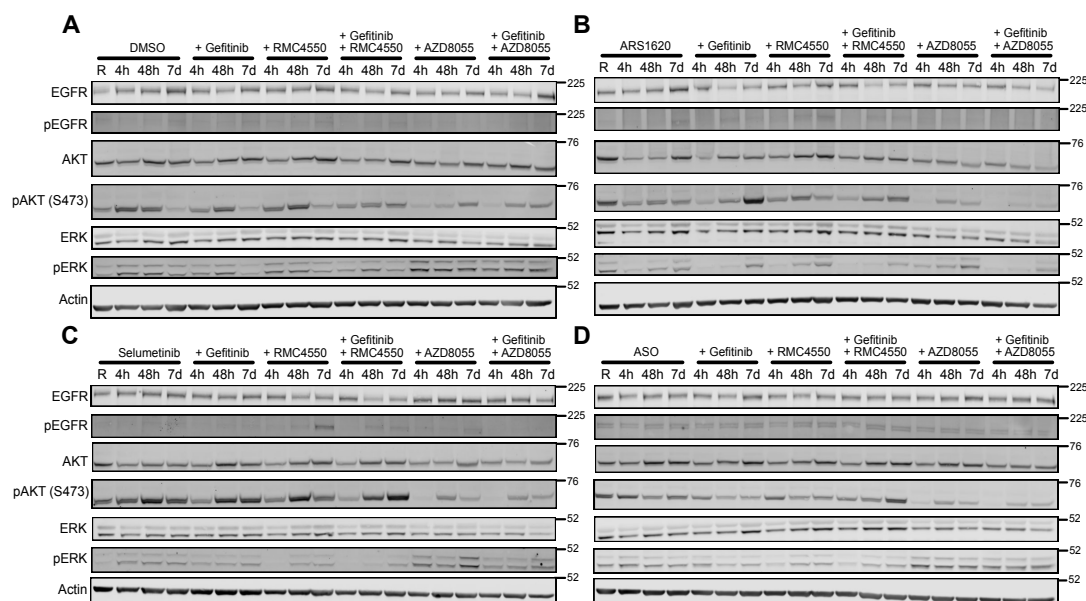 A
+ Gefitinib + Gefitinib
DMSO + Gefitinib + RMC4550 + RMC4550 + AZD8055 + AZD8055
R 4h 48h 7d 4h 48h 7d 4h 48h 7d 4h 48h 7d 4h 48h 7d 4h 48h 7d
EGFR 225
pEGFR 225
AKT 76
pAKT (S473) 76
ERK 52
pERK 52
Actin 52
B
+ Gefitinib + Gefitinib
ARS1620 + Gefitinib + RMC4550 + RMC4550 + AZD8055 + AZD8055
R 4h 48h 7d 4h 48h 7d 4h 48h 7d 4h 48h 7d 4h 48h 7d 4h 48h 7d
225
225
76
76
52
52
52
C
+ Gefitinib + Gefitinib
Selumetinib + Gefitinib + RMC4550 + RMC4550 + AZD8055 + AZD8055
R 4h 48h 7d 4h 48h 7d 4h 48h 7d 4h 48h 7d 4h 48h 7d 4h 48h 7d
EGFR 225
pEGFR 225
AKT 76
pAKT (S473) 76
ERK 52
pERK 52
Actin 52
D
+ Gefitinib + Gefitinib
ASO + Gefitinib + RMC4550 + RMC4550 + AZD8055 + AZD8055
R 4h 48h 7d 4h 48h 7d 4h 48h 7d 4h 48h 7d 4h 48h 7d 4h 48h 7d
225
225
76
76
52
52
52